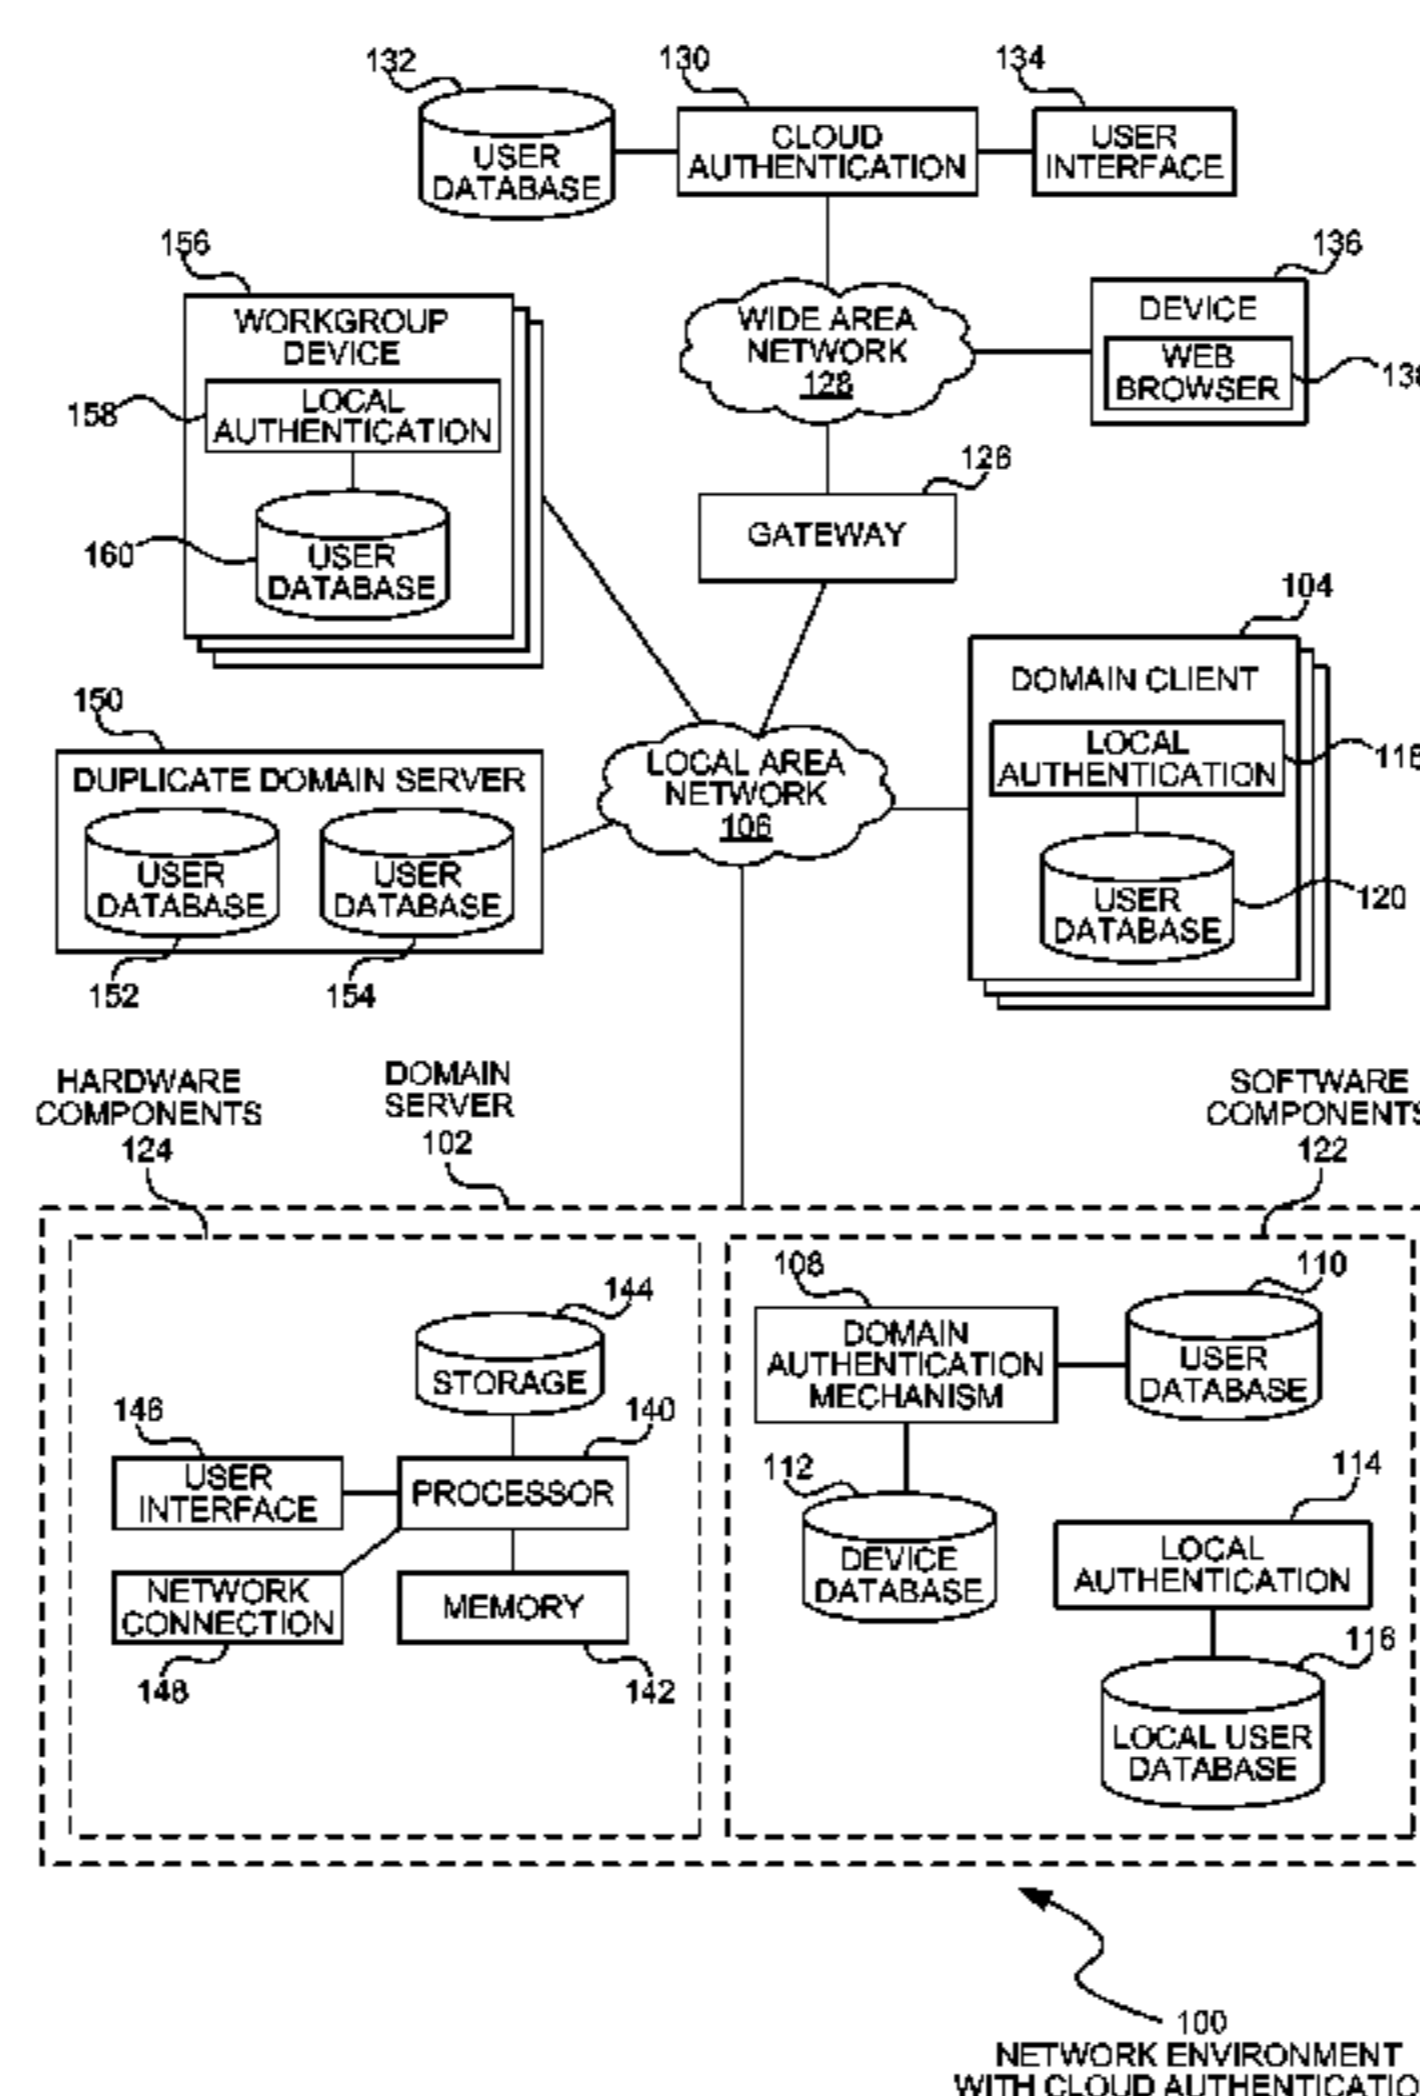 132
130
134
USER
DATABASE
CLOUD
AUTHENTICATION
USER
INTERFACE
156
136
WORKGROUP
DEVICE
WIDE AREA
NETWORK
128
DEVICE
WEB
BROWSER
158
LOCAL
AUTHENTICATION
126
GATEWAY
160
USER
DATABASE
104
DOMAIN CLIENT
150
LOCAL
AUTHENTICATION
DUPLICATE DOMAIN SERVER
LOCAL AREA
NETWORK
106
USER
DATABASE
USER
DATABASE
USER
DATABASE
120
152
154
HARDWARE
COMPONENTS
124
DOMAIN
SERVER
102
SOFTWARE
COMPONENTS
122
108
110
144
STORAGE
DOMAIN
AUTHENTICATION
MECHANISM
USER
DATABASE
146
140
USER
INTERFACE
PROCESSOR
112
114
DEVICE
DATABASE
LOCAL
AUTHENTICATION
NETWORK
CONNECTION
MEMORY
148
142
116
LOCAL USER
DATABASE
100
NETWORK ENVIRONMENT
WITH CLOUD AUTHENTICATIO